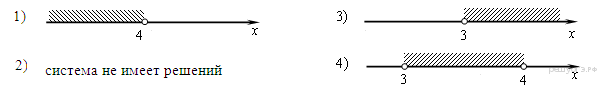 1)
4
x
2) система не имеет решений
3)
3
x
4)
3
4
x